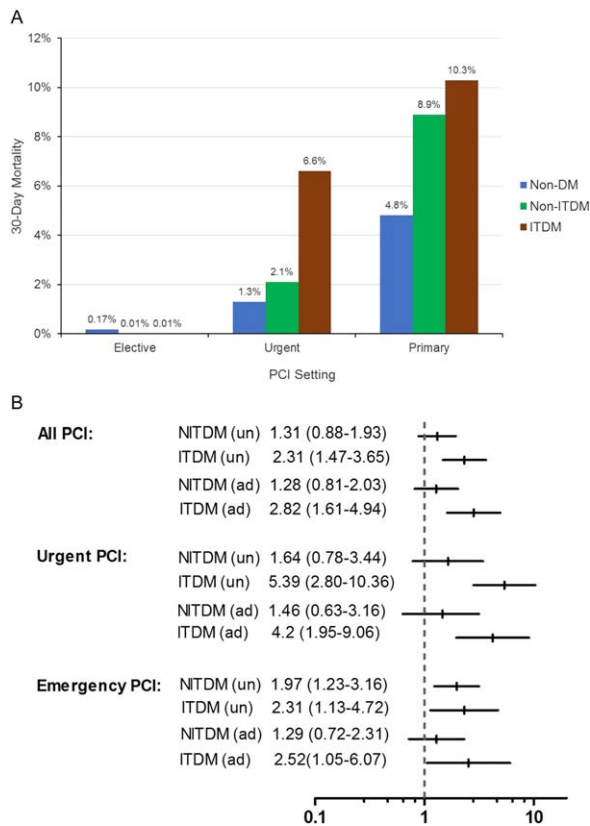 A
12%
10%
8%
6%
4%
2%
0%
30-Day Mortality
0.17% 0.01% 0.01%
1.3% 2.1% 6.6%
4.8% 8.9% 10.3%
Elective Urgent Primary
PCI Setting
Non-DM
Non-ITDM
ITDM
B
All PCI: NITDM (un) 1.31 (0.88-1.93)
ITDM (un) 2.31 (1.47-3.65)
NITDM (ad) 1.28 (0.81-2.03)
ITDM (ad) 2.82 (1.61-4.94)
Urgent PCI: NITDM (un) 1.64 (0.78-3.44)
ITDM (un) 5.39 (2.80-10.36)
NITDM (ad) 1.46 (0.63-3.16)
ITDM (ad) 4.2 (1.95-9.06)
Emergency PCI: NITDM (un) 1.97 (1.23-3.16)
ITDM (un) 2.31 (1.13-4.72)
NITDM (ad) 1.29 (0.72-2.31)
ITDM (ad) 2.52(1.05-6.07)
0.1 1 10